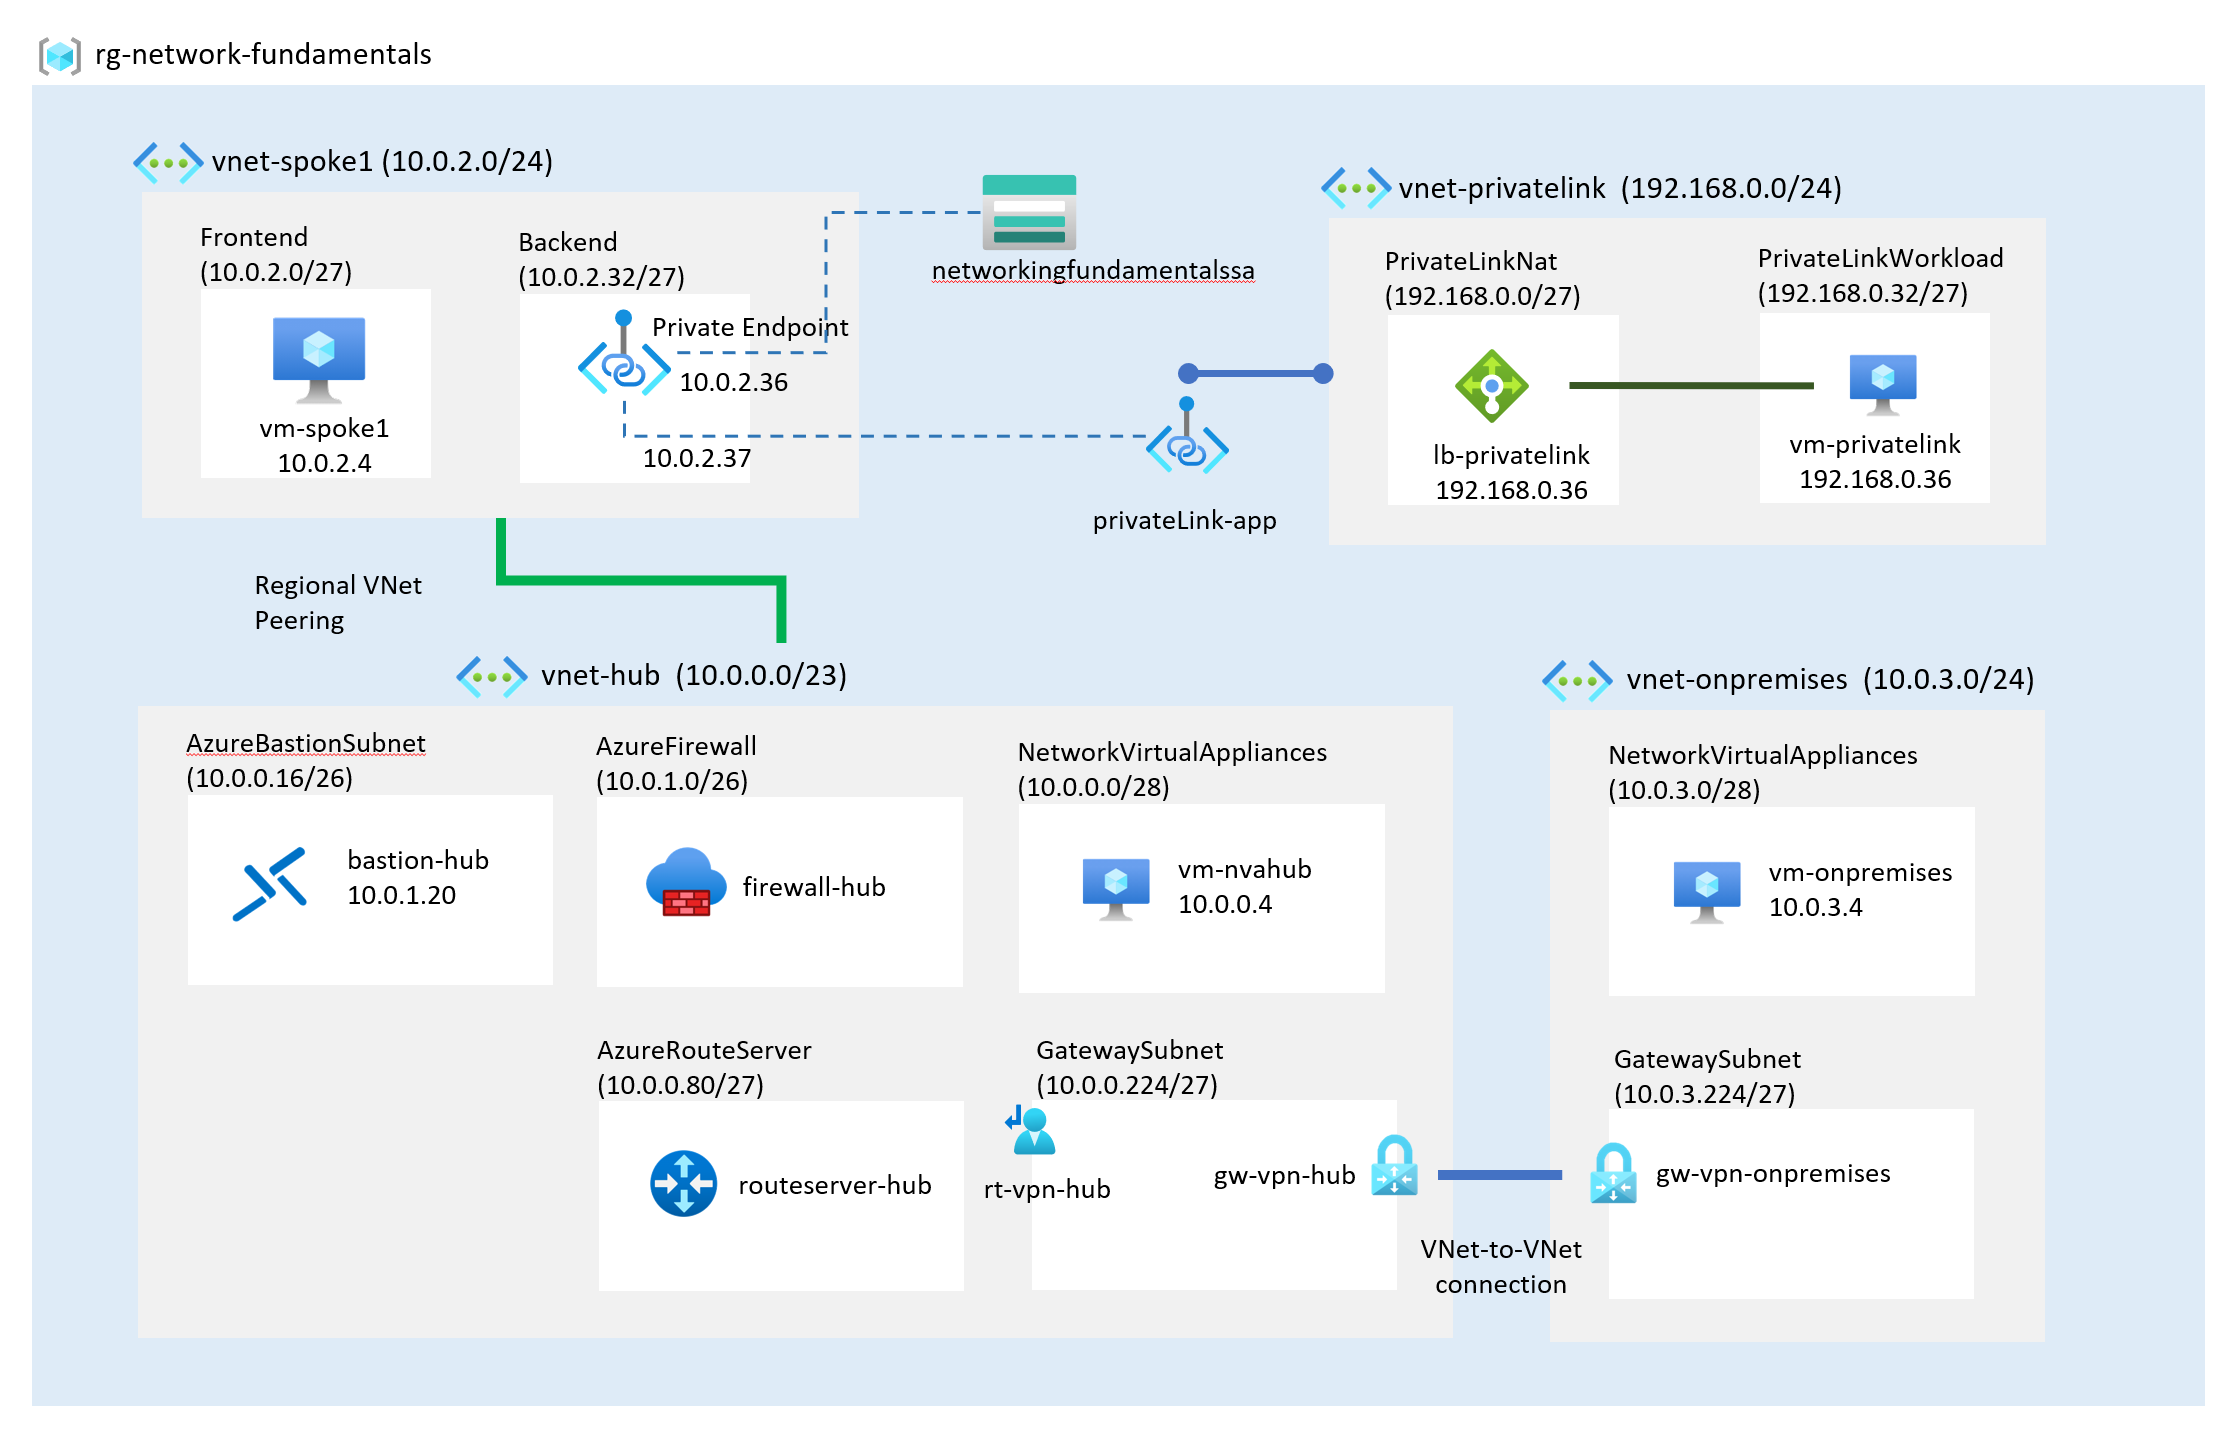 rg-network-fundamentals
vnet-spoke1 (10.0.2.0/24)
Frontend
(10.0.2.0/27)
vm-spoke1
10.0.2.4
Backend
(10.0.2.32/27)
Private Endpoint
10.0.2.36
10.0.2.37
networkingfundamentalssa
privateLink-app
vnet-privatelink (192.168.0.0/24)
PrivateLinkNat
(192.168.0.0/27)
lb-privatelink
192.168.0.36
PrivateLinkWorkload
(192.168.0.32/27)
vm-privatelink
192.168.0.36
Regional VNet
Peering
vnet-hub (10.0.0.0/23)
AzureBastionSubnet
(10.0.0.16/26)
bastion-hub
10.0.1.20
AzureFirewall
(10.0.1.0/26)
firewall-hub
NetworkVirtualAppliances
(10.0.0.0/28)
vm-nvahub
10.0.0.4
AzureRouteServer
(10.0.0.80/27)
routeserver-hub
GatewaySubnet
(10.0.0.224/27)
rt-vpn-hub
gw-vpn-hub
VNet-to-VNet
connection
vnet-onpremises (10.0.3.0/24)
NetworkVirtualAppliances
(10.0.3.0/28)
vm-onpremises
10.0.3.4
GatewaySubnet
(10.0.3.224/27)
gw-vpn-onpremises